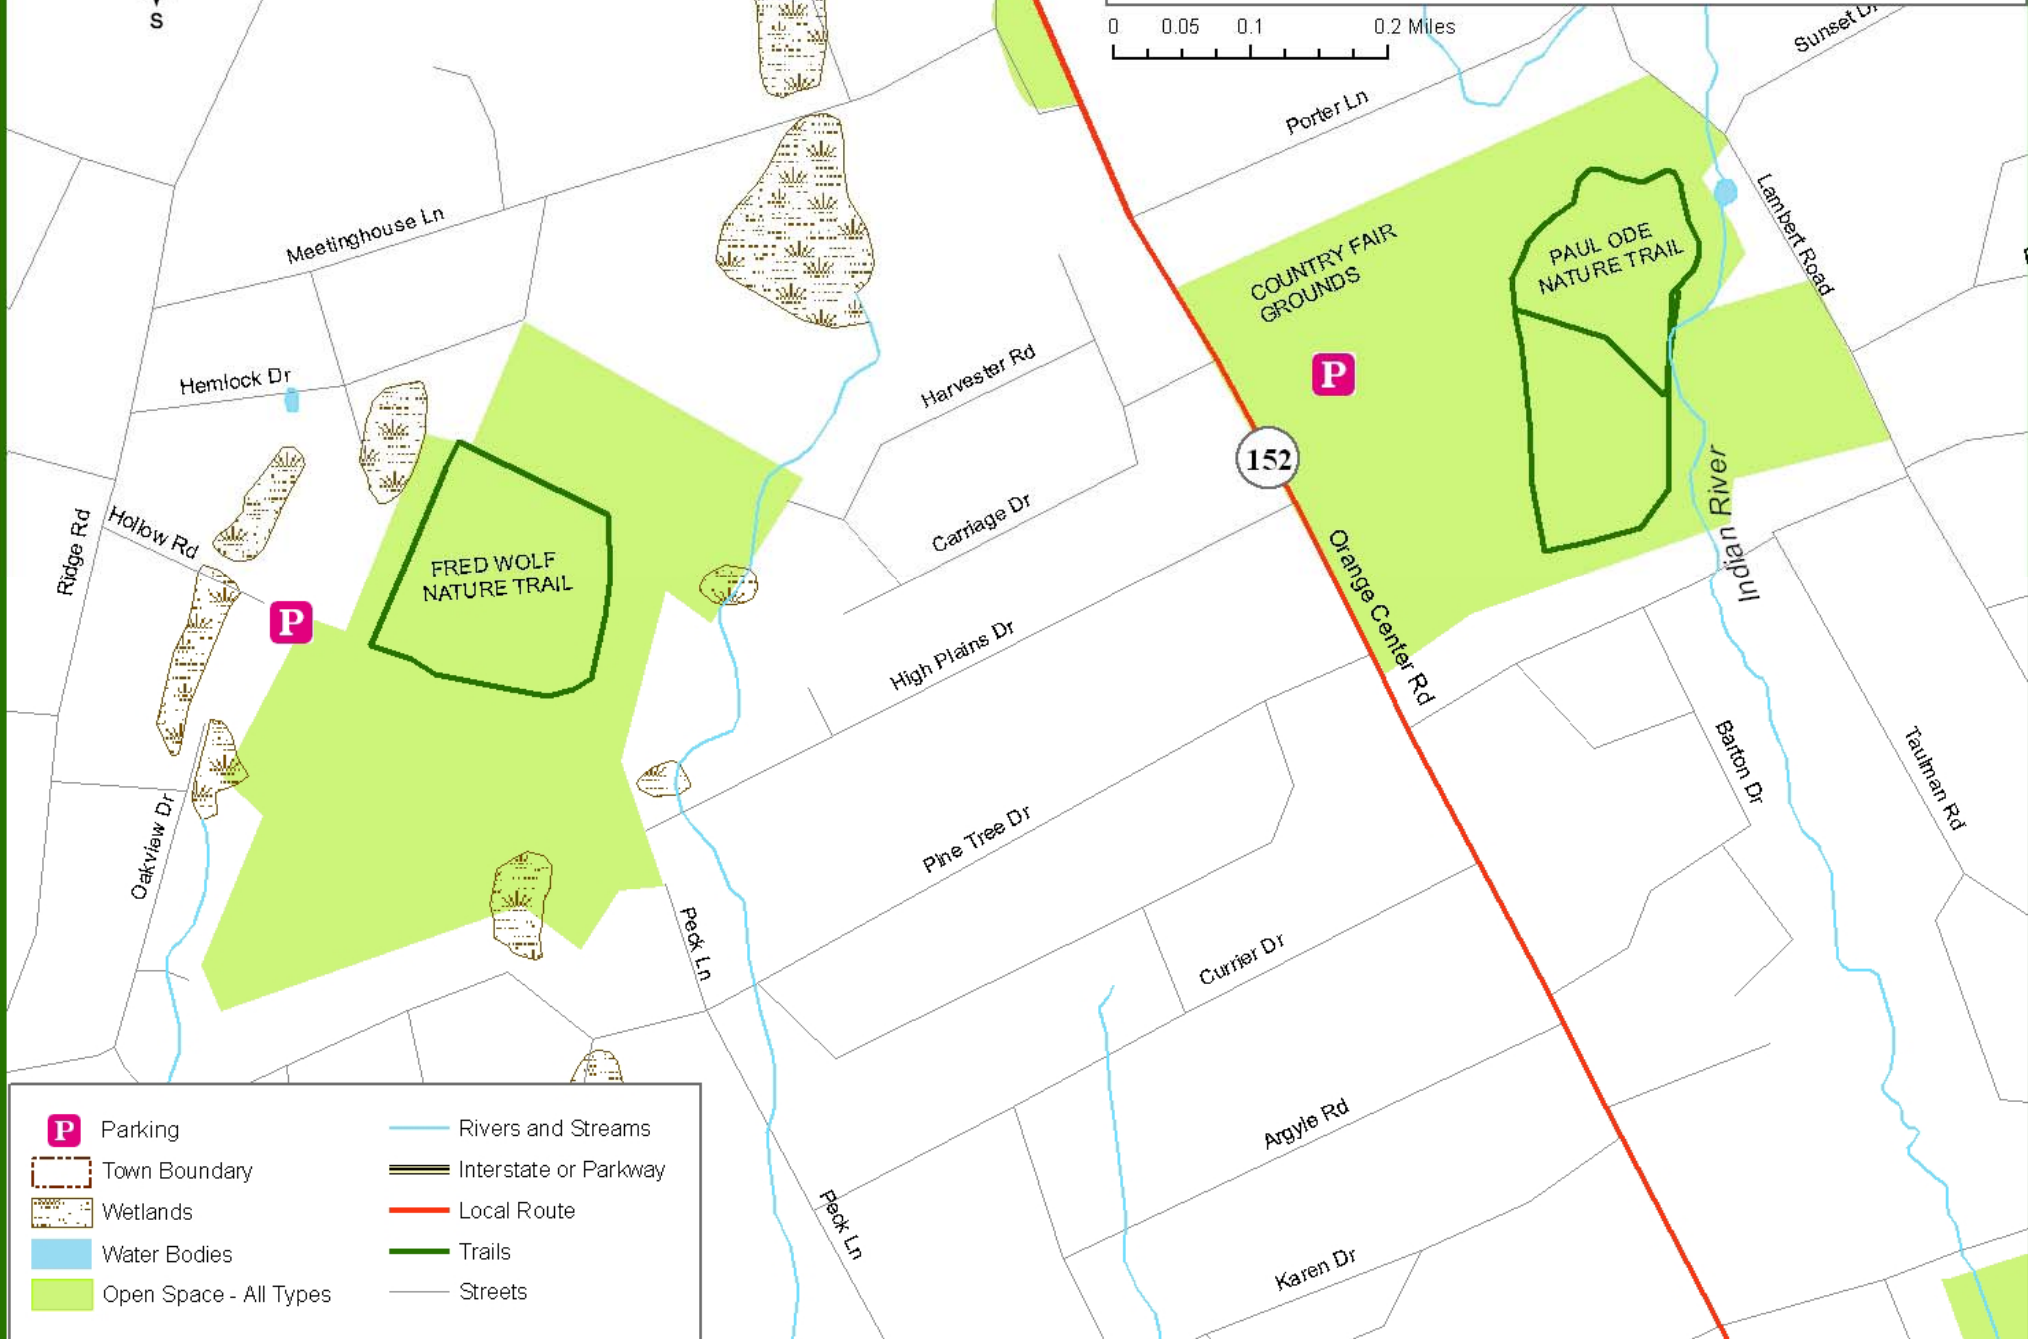 S
0 0.05 0.1 0.2 Miles
Sunset Dr
Porter Ln
Meetinghouse Ln
Lambert Road
COUNTRY FAIR
GROUNDS
PAUL ODE
NATURE TRAIL
Hemlock Dr
Harvester Rd
P
152
Carriage Dr
Hollow Rd
Ridge Rd
FRED WOLF
NATURE TRAIL
P
Indian River
Orange Center Rd
High Plains Dr
Oakview Dr
Pine Tree Dr
Barton Dr
Taulman Rd
Peck Ln
Currier Dr
Argyle Rd
Peck Ln
Karen Dr
P Parking
Town Boundary
Wetlands
Water Bodies
Open Space - All Types
Rivers and Streams
Interstate or Parkway
Local Route
Trails
Streets